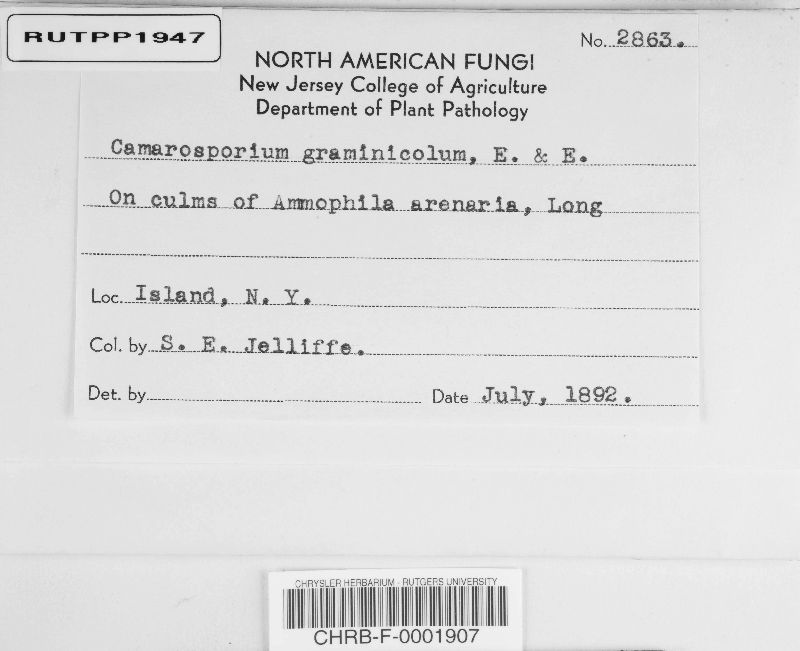 RUTPP1947
No. 2863.
NORTH AMERICAN FUNGI
New Jersey College of Agriculture
Department of Plant Pathology
Camarosporium graminicolum, E. & E.
On culms of Ammophila arenaria, Long
Loc. Island, N. Y.
Col. by S. E. Jelliffe.
Det. by Date July, 1892.
CHRYSLER HERBARIUM - RUTGERS UNIVERSITY
CHRB-F-0001907